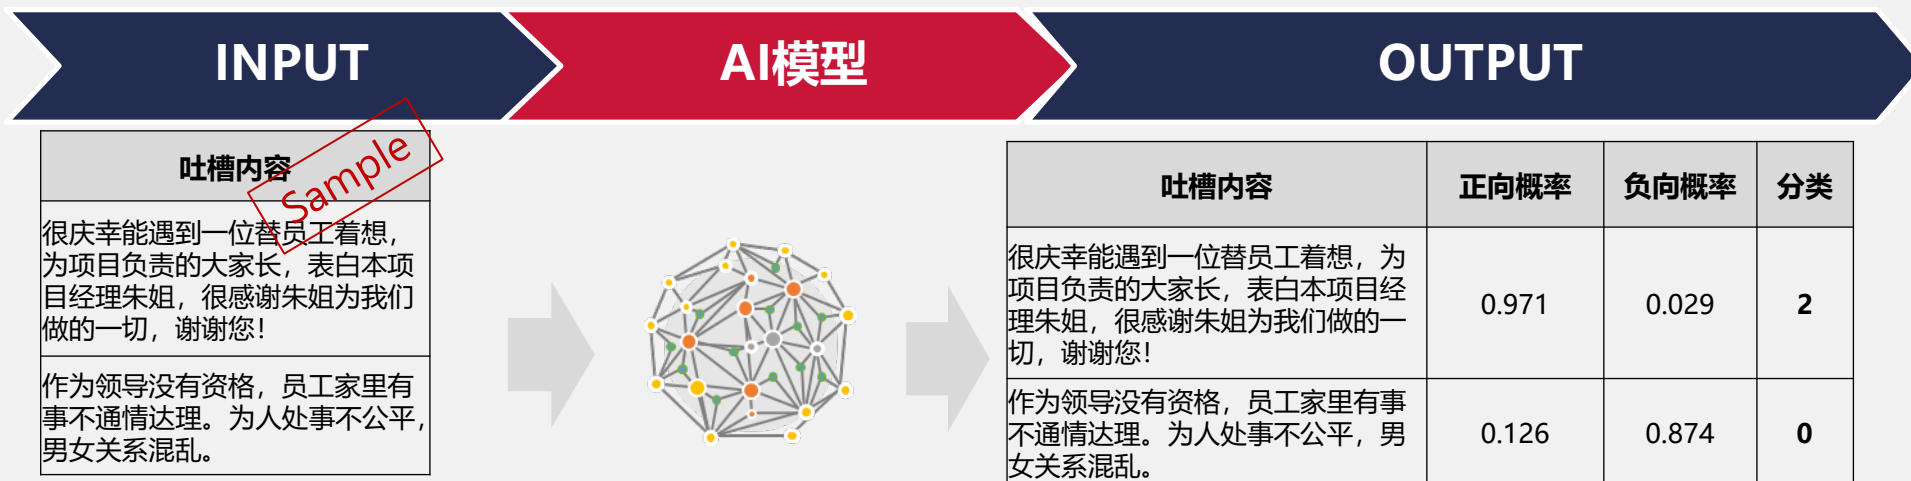 INPUT
AI模型
OUTPUT
吐槽内容
Sample
很庆幸能遇到一位替员工着想，
为项目负责的大家长，表白本项
目经理朱姐，很感谢朱姐为我们
做的一切，谢谢您！
作为领导没有资格，员工家里有
事不通情达理。为人处事不公平，
男女关系混乱。
吐槽内容
正向概率
负向概率
分类
很庆幸能遇到一位替员工着想，为
项目负责的大家长，表白本项目经
理朱姐，很感谢朱姐为我们做的一
切，谢谢您！
0.971
0.029
2
作为领导没有资格，员工家里有事
不通情达理。为人处事不公平，男
女关系混乱。
0.126
0.874
0